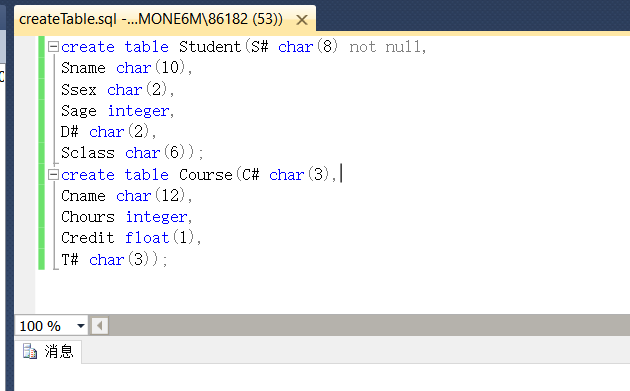 createTable.sql -...MONE6M\86182 (53))
create table Student(S# char(8) not null,
Sname char(10),
Ssex char(2),
Sage integer,
D# char(2),
Sclass char(6));
create table Course(C# char(3),
Cname char(12),
Chours integer,
Credit float(1),
T# char(3));
100 %
消息